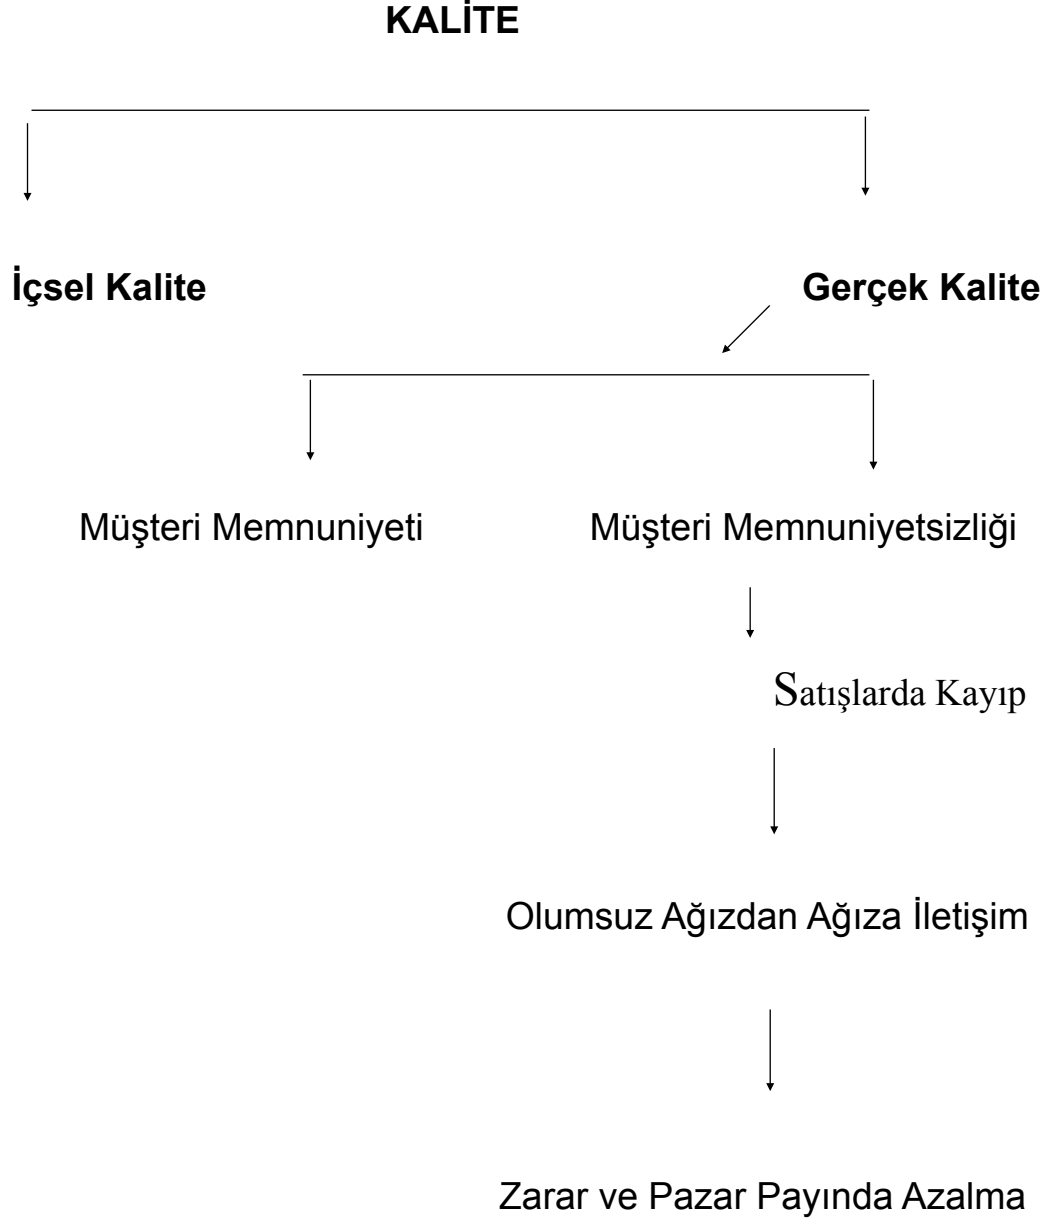 KALİTE
İçsel Kalite
Gerçek Kalite
Müşteri Memnuniyeti
Müşteri Memnuniyetsizliği
Satışlarda Kayıp
Olumsuz Ağızdan Ağıza İletişim
Zarar ve Pazar Payında Azalma